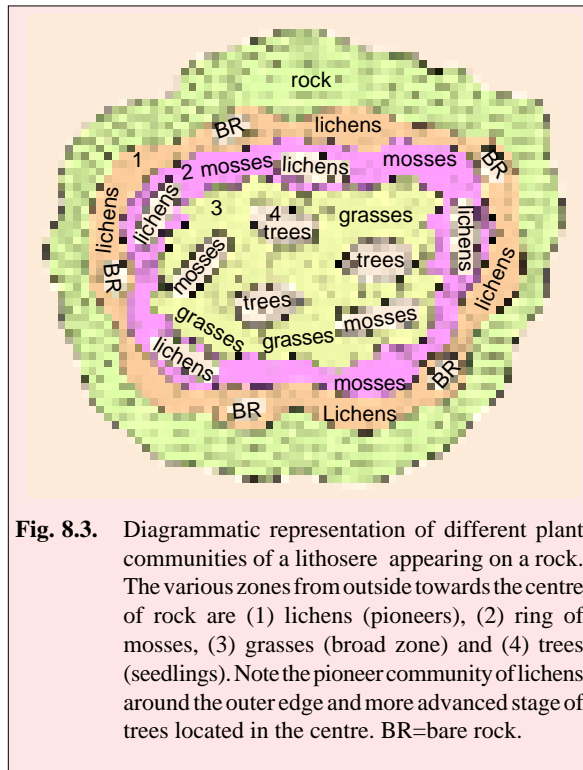 rock
BR
lichens
1
2 mosses
lichens
mosses
BR
lichens
lichens
3
4
trees
grasses
lichens
mosses
trees
lichens
BR
trees
mosses
grasses
grasses
lichens
mosses
BR
BR
Lichens
Fig. 8.3. Diagrammatic representation of different plant
communities of a lithosere appearing on a rock.
The various zones from outside towards the centre
of rock are (1) lichens (pioneers), (2) ring of
mosses, (3) grasses (broad zone) and (4) trees
(seedlings). Note the pioneer community of lichens
around the outer edge and more advanced stage of
trees located in the centre. BR=bare rock.